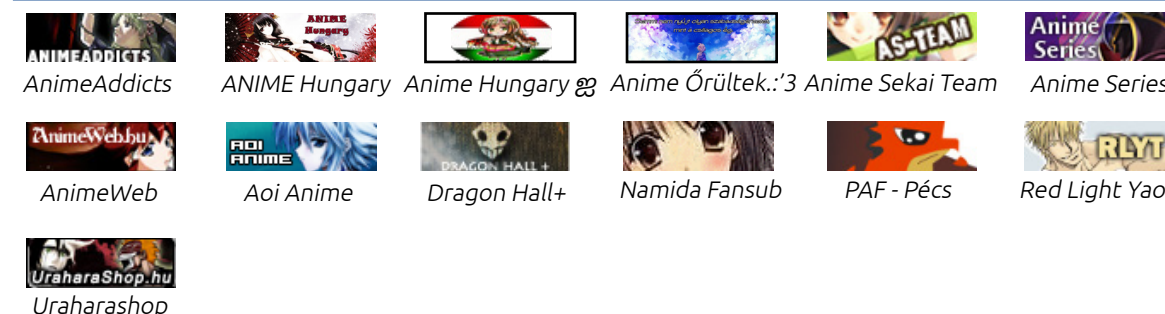 ANIMEADDICTS
ANIME
Hungary
AS-TEAM
Anime
Series
AnimeAddicts
ANIME Hungary
Anime Hungary ஐ
Anime Őrültek.:’3
Anime Sekai Team
Anime Series
AnimeWeb.hu
AOI
ANIME
DRAGON HALL +
RLYT
AnimeWeb
Aoi Anime
Dragon Hall+
Namida Fansub
PAF - Pécs
Red Light Yao
UraharaShop.hu
Uraharashop